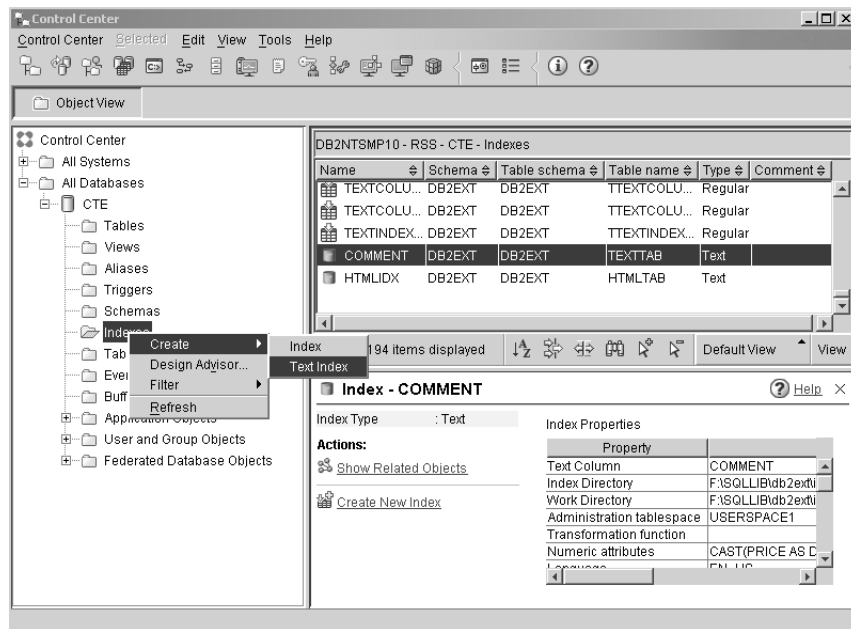 Control Center
Control Center Selected Edit View Tools Help
Object View
Control Center
All Systems
All Databases
CTE
Tables
Views
Aliases
Triggers
Schemas
Indexes
Tab
Even
Buff
Application Objects
User and Group Objects
Federated Database Objects
Create
Design Advisor...
Filter
Refresh
Index
Text Index
DB2NTSMP10 - RSS - CTE - Indexes
Name Schema Table schema Table name Type Comment
TEXTCOLU... DB2EXT DB2EXT TTEXTCOLU... Regular
TEXTCOLU... DB2EXT DB2EXT TTEXTCOLU... Regular
TEXTINDEX... DB2EXT DB2EXT TTEXTINDEX... Regular
COMMENT DB2EXT DB2EXT TEXTTAB Text
HTMLIDX DB2EXT DB2EXT HTMLTAB Text
194 items displayed Default View View
Index - COMMENT Help
Index Type : Text
Actions:
Show Related Objects
Create New Index
Index Properties
Property
Text Column COMMENT
Index Directory F:\SQLLIB\db2ext\i
Work Directory F:\SQLLIB\db2ext\i
Administration tablespace USERSPACE1
Transformation function
Numeric attributes CAST(PRICE AS D
Language EN_US